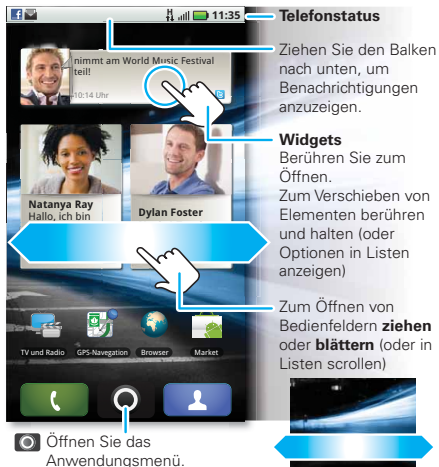 11:35
nimmt am World Music Festival
teil!
10:14 Uhr
Natanya Ray
Hallo, ich bin
Dylan Foster
TV und Radio
GPS-Navegation
Browser
Market
Öffnen Sie das
Anwendungsmenü.
Telefonstatus
Ziehen Sie den Balken
nach unten, um
Benachrichtigungen
anzuzeigen.
Widgets
Berühren Sie zum
Öffnen.
Zum Verschieben von
Elementen berühren
und halten (oder
Optionen in Listen
anzeigen)
Zum Öffnen von
Bedienfeldern ziehen
oder blättern (oder in
Listen scrollen)